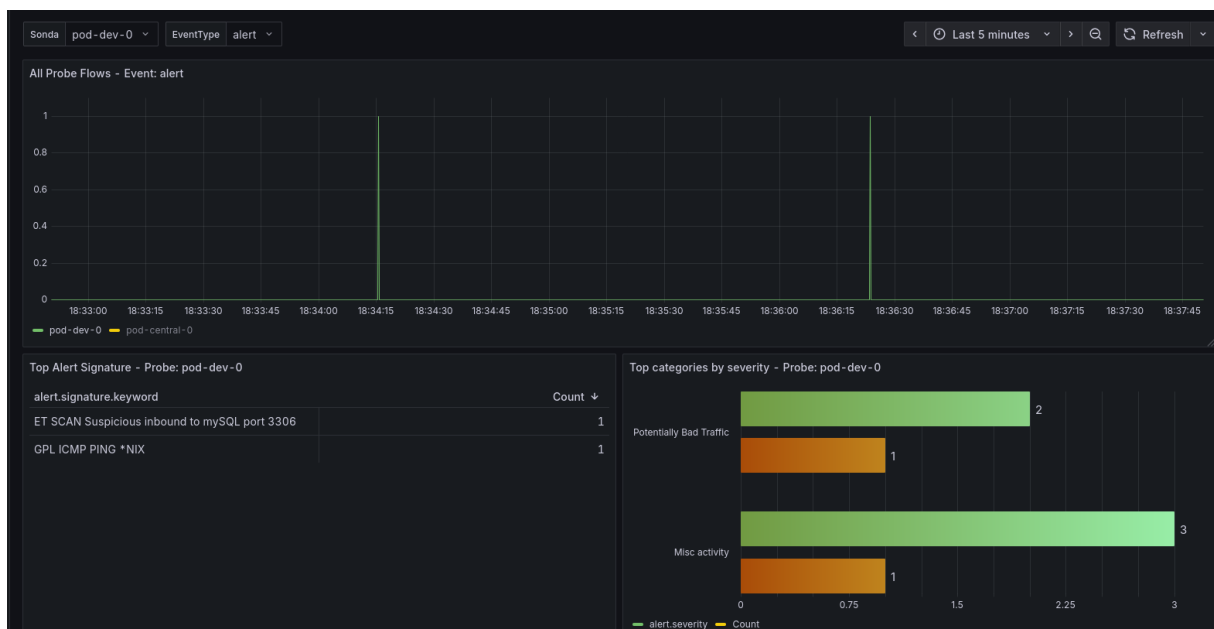 Sonda pod-dev-0 EventType alert Last 5 minutes Refresh
All Probe Flows - Event: alert
1
0.8
0.6
0.4
0.2
0
18:33:00 18:33:15 18:33:30 18:33:45 18:34:00 18:34:15 18:34:30 18:34:45 18:35:00 18:35:15 18:35:30 18:35:45 18:36:00 18:36:15 18:36:30 18:36:45 18:37:00 18:37:15 18:37:30 18:37:45
pod-dev-0 pod-central-0
Top Alert Signature - Probe: pod-dev-0
alert.signature.keyword Count
ET SCAN Suspicious inbound to mySQL port 3306 1
GPL ICMP PING *NIX 1
Top categories by severity - Probe: pod-dev-0
Potentially Bad Traffic
2
1
Misc activity
3
1
0 0.75 1.5 2.25 3
alert.severity Count